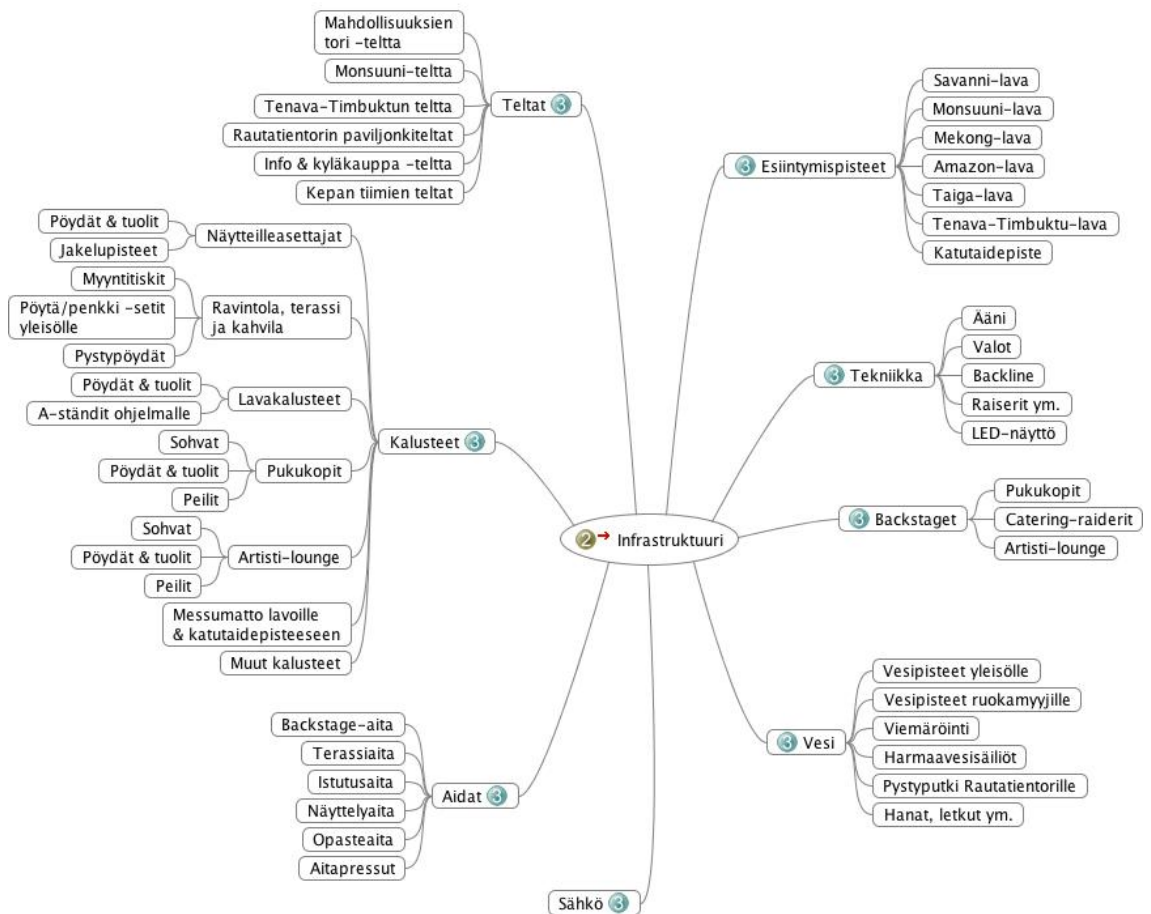 Mahdollisuuksien
tori -teltta
Monsuuni-teltta
Tenava-Timbuktun teltta
Rautatientorin paviljonkiteltat
Info & kyläkauppa -teltta
Kepan tiimien teltat
Teltat 3
Pöydät & tuolit
Jakelupisteet
Näytteilleasettajat
Myyntitiskit
Pöytä/penkki -setit
yleisölle
Pystypöydät
Ravintola, terassi
ja kahvila
Pöydät & tuolit
A-ständit ohjelmalle
Lavakalusteet
Sohvat
Pöydät & tuolit
Peilit
Pukukopit
Sohvat
Pöydät & tuolit
Peilit
Artisti-lounge
Messumatto lavoille
& katutaidepisteeseen
Muut kalusteet
Kalusteet 3
Backstage-aita
Terassiaita
Istutusaita
Näyttelyaita
Opasteaita
Aitapressut
Aidat 3
Sähkö 3
2 → Infrastruktuuri
3 Esiintymispisteet
Savanni-lava
Monsuuni-lava
Mekong-lava
Amazon-lava
Taiga-lava
Tenava-Timbuktu-lava
Katutaidepiste
3 Tekniikka
Ääni
Valot
Backline
Raiserit ym.
LED-näyttö
3 Backstaget
Pukukopit
Catering-raiderit
Artisti-lounge
3 Vesi
Vesipisteet yleisölle
Vesipisteet ruokamyyjille
Viemäröinti
Harmaavesisäiliöt
Pystyputki Rautatientorille
Hanat, letkut ym.